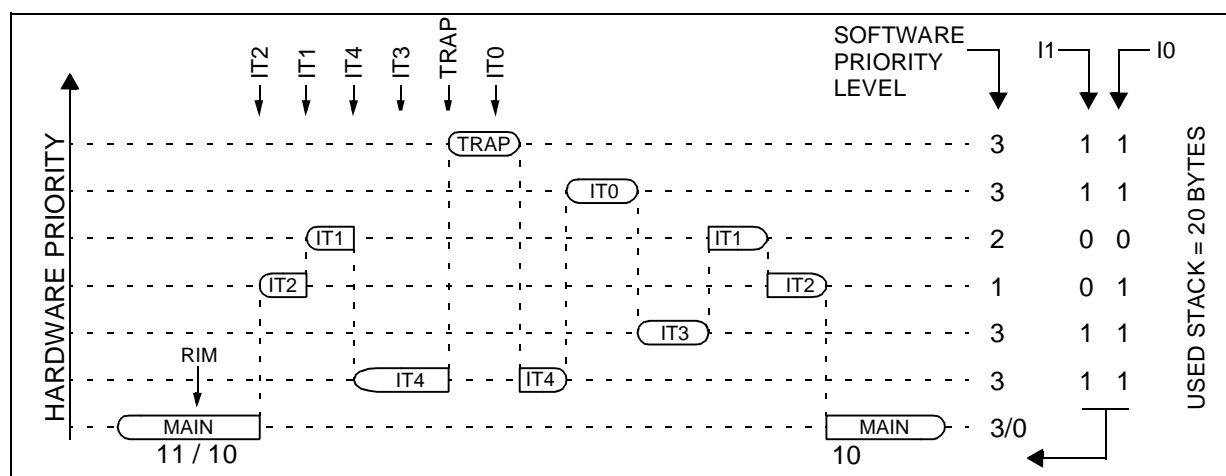 IT2
IT1
IT4
IT3
TRAP
IT0
SOFTWARE
PRIORITY
LEVEL
I1
I0
HARDWARE PRIORITY
TRAP
3
1 1
IT0
3
1 1
IT1
IT1
2
0 0
IT2
IT2
1
0 1
IT3
3
1 1
RIM
IT4
IT4
3
1 1
MAIN
MAIN
3/0
11 / 10
10
USED STACK = 20 BYTES